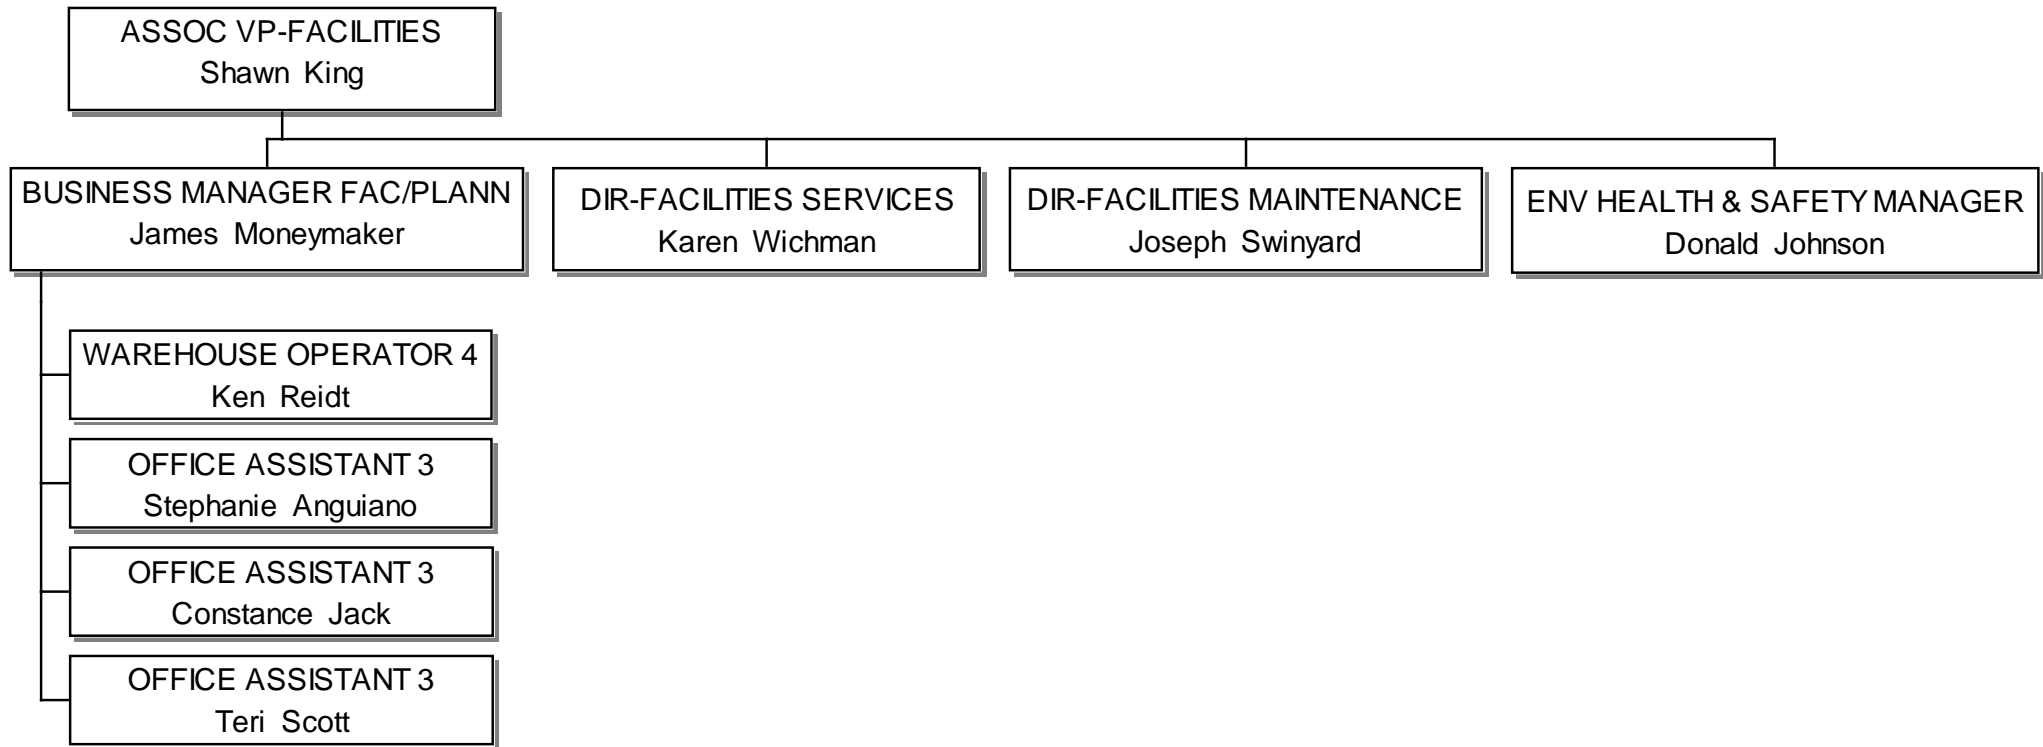 ASSOC VP-FACILITIES
Shawn King
BUSINESS MANAGER FAC/PLANN
James Moneymaker
DIR-FACILITIES SERVICES
Karen Wichman
DIR-FACILITIES MAINTENANCE
Joseph Swinyard
ENV HEALTH & SAFETY MANAGER
Donald Johnson
WAREHOUSE OPERATOR 4
Ken Reidt
OFFICE ASSISTANT 3
Stephanie Anguiano
OFFICE ASSISTANT 3
Constance Jack
OFFICE ASSISTANT 3
Teri Scott